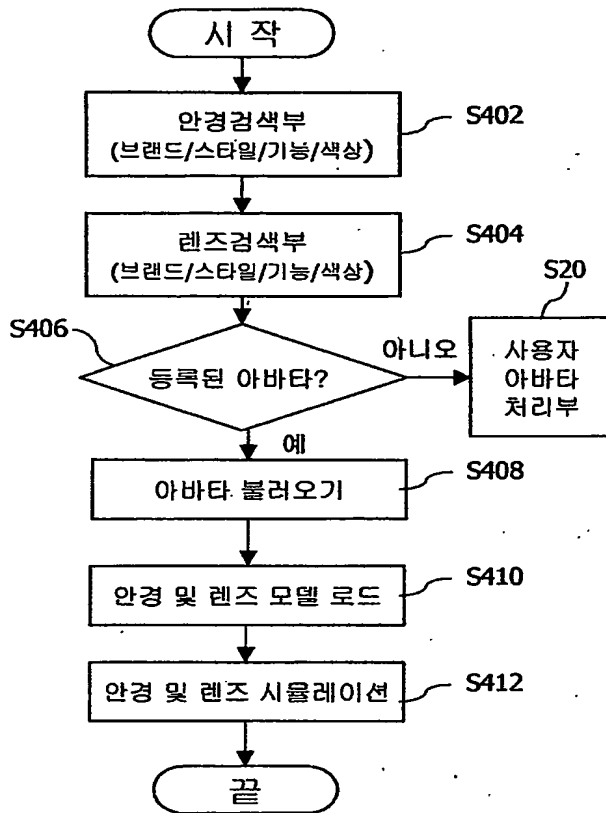 시 작
안경검색부
(브랜드/스타일/기능/색상)
S402
렌즈검색부
(브랜드/스타일/기능/색상)
S404
S406
등록된 아바타?
아니오
S20
사용자
아바타
처리부
예
아바타 불러오기
S408
안경 및 렌즈 모델 로드
S410
안경 및 렌즈 시뮬레이션
S412
끝